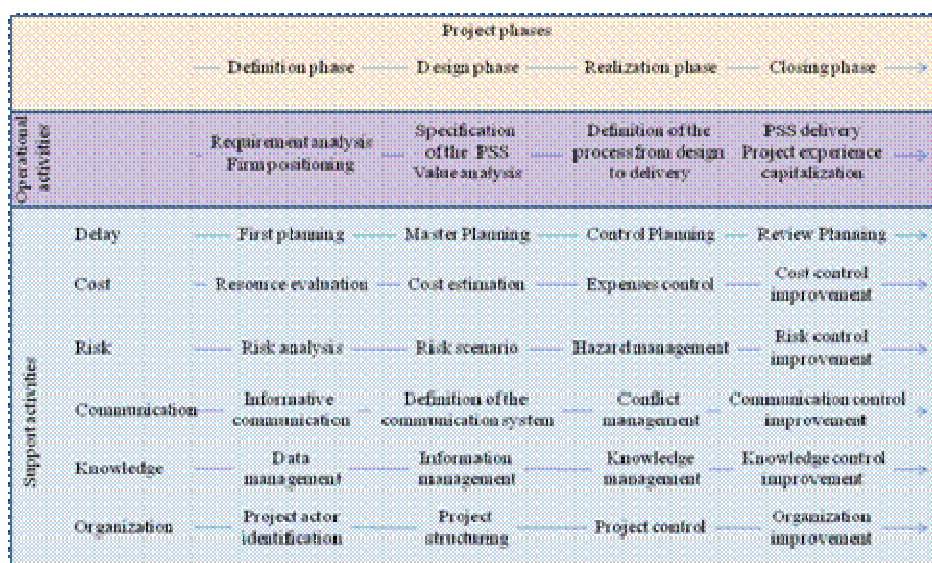 Project phases
Definition phase Design phase Realization phase Closing phase
Operational
activities
Requirement analysis
Firm positioning
Specification
of the PSS
Value analysis
Definition of the
process from design
to delivery
PSS delivery
Project experience
capitalization
Support activities
Delay First planning Master Planning Control Planning Review Planning
Cost Resource evaluation Cost estimation Expenses control
Cost control
improvement
Risk Risk analysis Risk scenario Hazard management
Risk control
improvement
Communication
Informative
communication
Definition of the
communication system
Conflict
management
Communication control
improvement
Knowledge
Data
management
Information
management
Knowledge
management
Knowledge control
improvement
Organization
Project actor
identification
Project
structuring
Project control
Organization
improvement